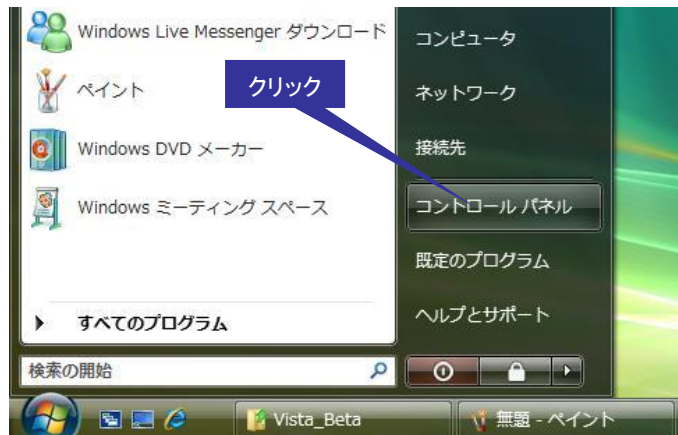 Windows Live Messenger ダウンロード
ペイント
Windows DVD メーカー
Windows ミーティング スペース
すべてのプログラム
検索の開始
クリック
コンピュータ
ネットワーク
接続先
コントロール パネル
既定のプログラム
ヘルプとサポート
Vista_Beta
無題 - ペイント